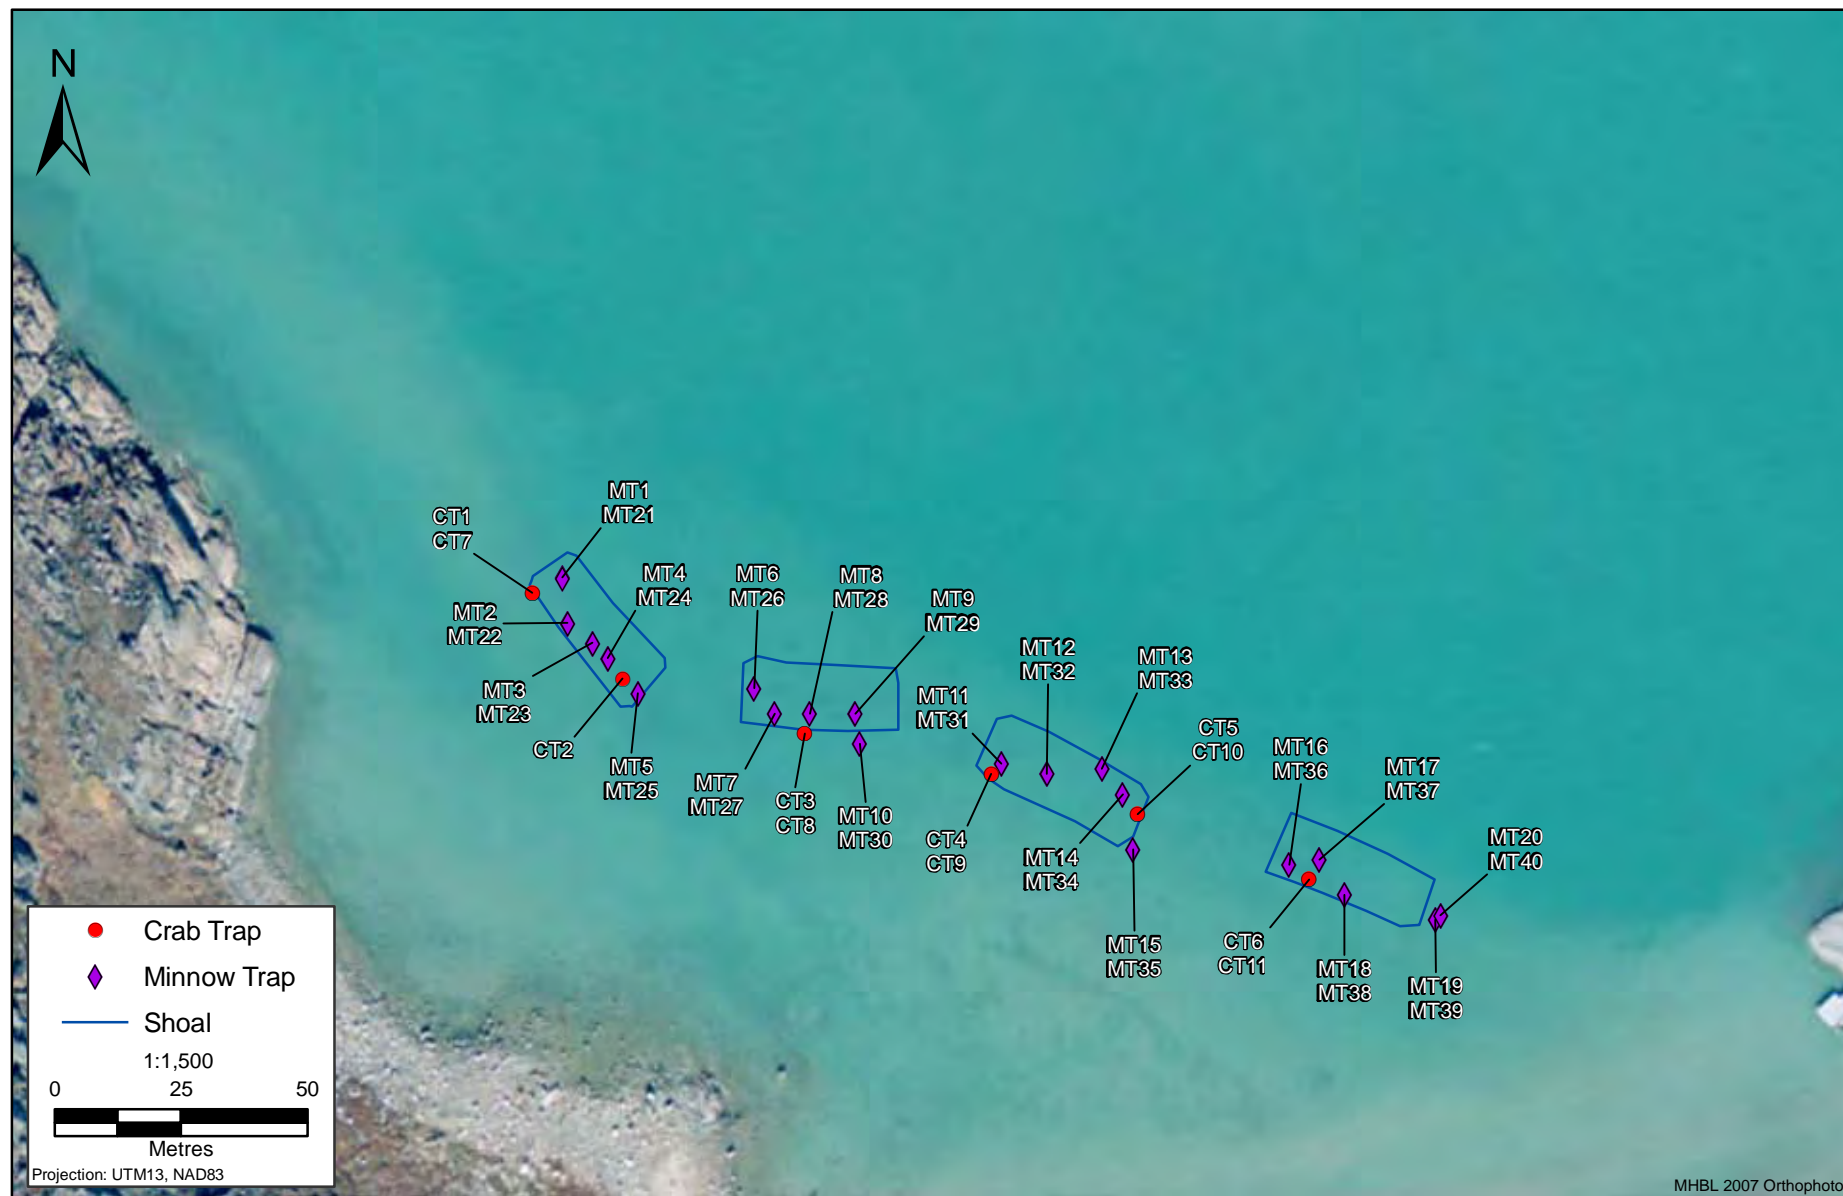 N
MT1
MT21
CT1
CT7
MT4
MT24
MT2
MT22
MT3
MT23
CT2
MT5
MT25
MT6
MT26
MT8
MT28
MT9
MT29
MT7
MT27
CT3
CT8
MT10
MT30
MT12
MT32
MT13
MT33
MT11
MT31
CT5
CT10
CT4
CT9
MT14
MT34
MT15
MT35
MT16
MT36
MT17
MT37
MT20
MT40
CT6
CT11
MT18
MT38
MT19
MT39
Crab Trap
Minnow Trap
Shoal
1:1,500
0 25 50
Metres
Projection: UTM13, NAD83
MHBL 2007 Orthophoto